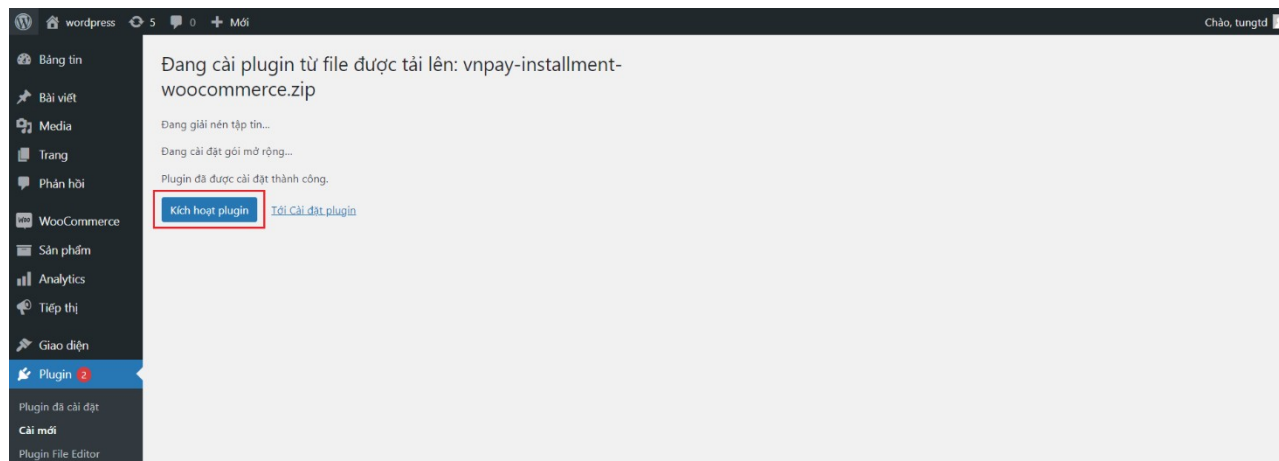 wordpress 5 0 + Mới Chào, tungtd
Bảng tin
Bài viết
Media
Trang
Phản hồi
Woo WooCommerce
Sản phẩm
Analytics
Tiếp thị
Giao diện
Plugin 2
Plugin đã cài đặt
Cài mới
Plugin File Editor
Đang cài plugin từ file được tải lên: vnpay-installment-
woocommerce.zip
Đang giải nén tập tin...
Đang cài đặt gói mở rộng...
Plugin đã được cài đặt thành công.
Kích hoạt plugin Tới Cài đặt plugin